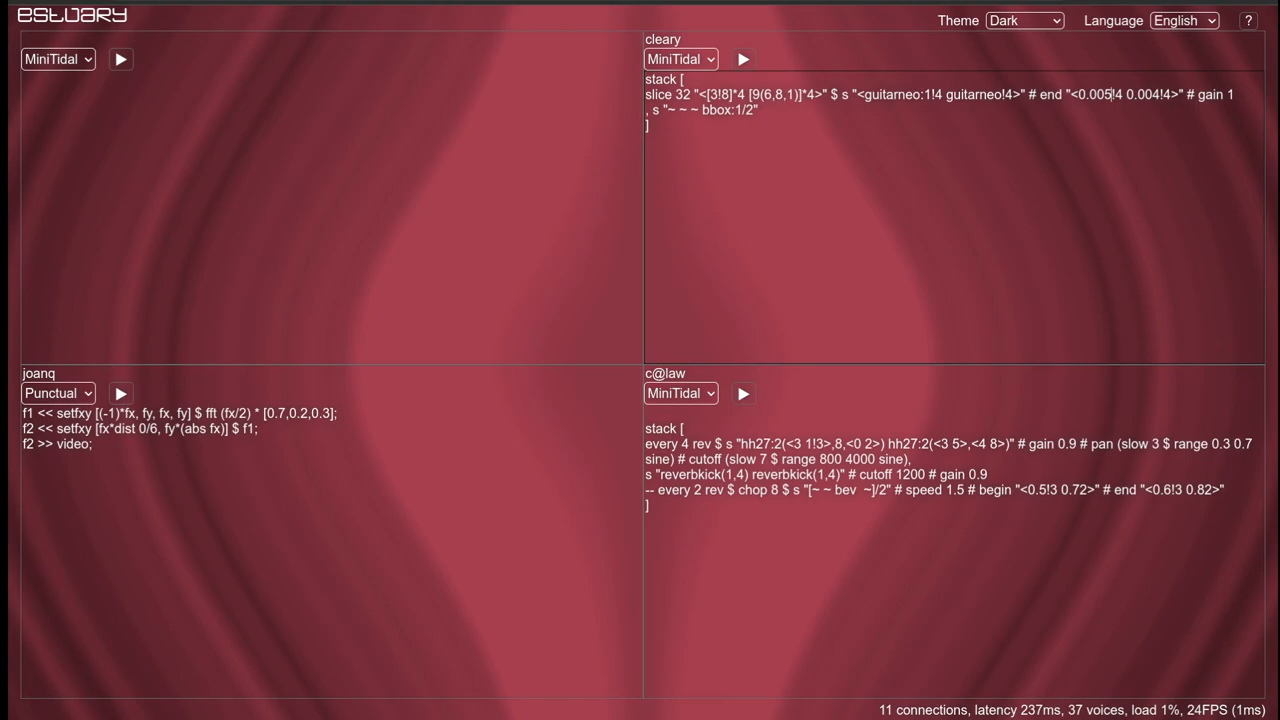 estuary
Theme Dark Language English ?
MiniTidal
cleary
MiniTidal
stack [
slice 32 "<[3!8]*4 [9(6,8,1)]*4>" $ s "<guitarneo:1!4 guitarneo!4>" # end "<0.005!4 0.004!4>" # gain 1
, s "~ ~ ~ bbox:1/2"
]
joanq
Punctual
f1 << setfxy [(-1)*fx, fy, fx, fy] $ fft (fx/2) * [0.7,0.2,0.3];
f2 << setfxy [fx*dist 0/6, fy*(abs fx)] $ f1;
f2 >> video;
c@law
MiniTidal
stack [
every 4 rev $ s "hh27:2(<3 1!3>,8,<0 2>) hh27:2(<3 5>,<4 8>)" # gain 0.9 # pan (slow 3 $ range 0.3 0.7
sine) # cutoff (slow 7 $ range 800 4000 sine),
s "reverbkick(1,4) reverbkick(1,4)" # cutoff 1200 # gain 0.9
-- every 2 rev $ chop 8 $ s "[~ ~ bev  ~]/2" # speed 1.5 # begin "<0.5!3 0.72>" # end "<0.6!3 0.82>"
]
11 connections, latency 237ms, 37 voices, load 1%, 24FPS (1ms)